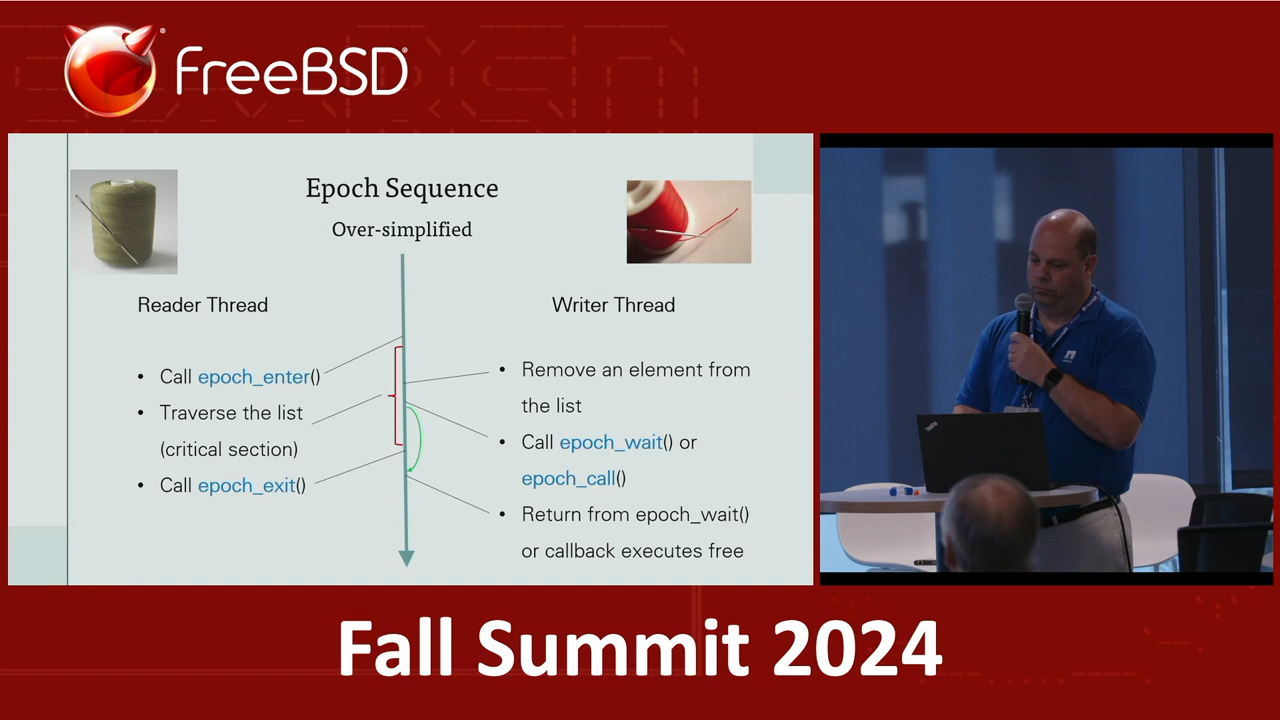 FreeBSD®
Epoch Sequence
Over-simplified
Reader Thread
• Call epoch_enter()
• Traverse the list
(critical section)
• Call epoch_exit()
Writer Thread
• Remove an element from
the list
• Call epoch_wait() or
epoch_call()
• Return from epoch_wait()
or callback executes free
ThinkPad
Fall Summit 2024